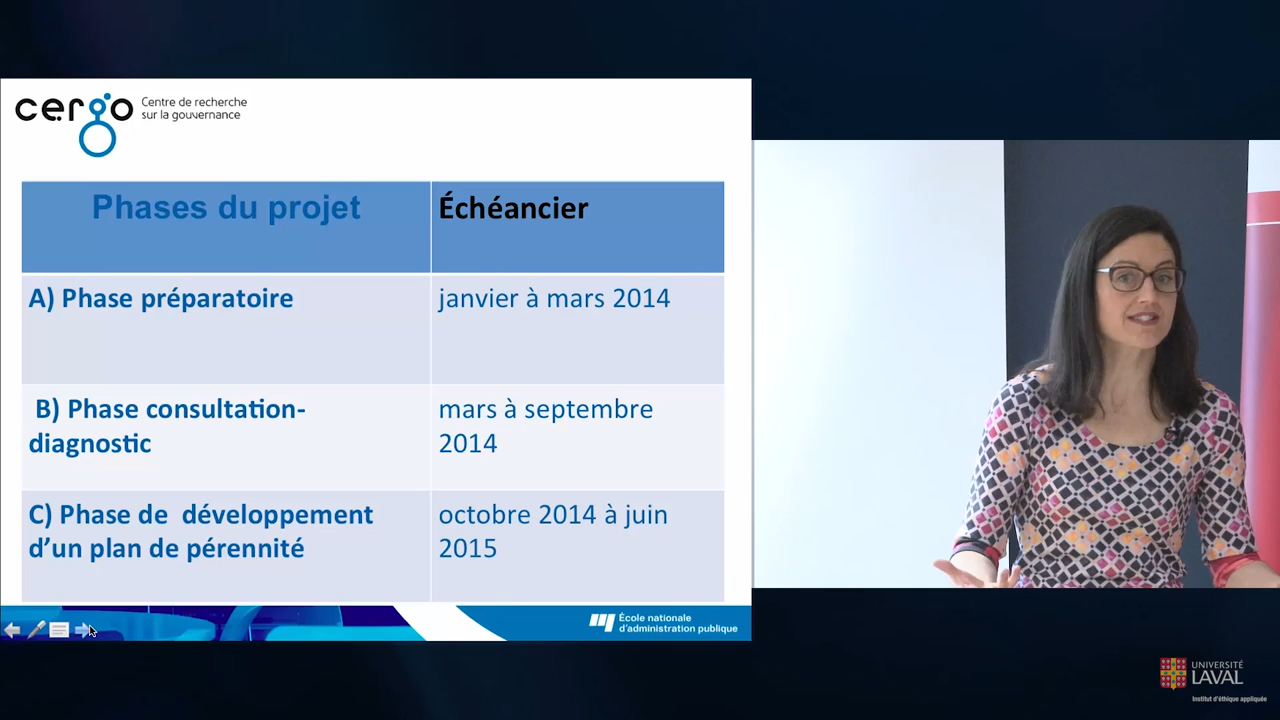 cergo
Centre de recherche
sur la gouvernance
Phases du projet
Échéancier
A) Phase préparatoire
janvier à mars 2014
B) Phase consultation-
diagnostic
mars à septembre
2014
C) Phase de développement
d’un plan de pérennité
octobre 2014 à juin
2015
École nationale
d'administration publique
UNIVERSITÉ
LAVAL
Institut d'éthique appliquée